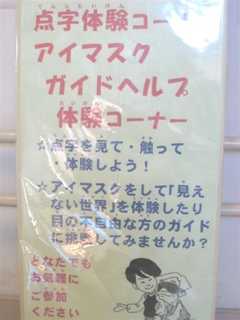 点字体験コー
アイマスク
ガイドヘルプ
体験コーナー
☆点字を見て・触って
・体験しよう！
☆アイマスクをして「見え
ない世界」を体験したり
目の不自由な方のガイド
に挑戦してみませんか？
どなたでも
お気軽に
ご参加
ください